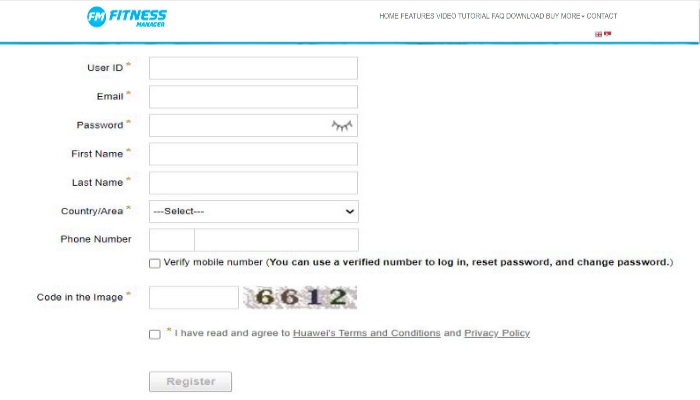 FM FITNESS
MANAGER
HOME FEATURES VIDEO TUTORIAL FAQ DOWNLOAD BUY MORE CONTACT
User ID *
Email *
Password *
First Name *
Last Name *
Country/Area * ---Select---
Phone Number
Verify mobile number (You can use a verified number to log in, reset password, and change password.)
Code in the Image * 6612
* I have read and agree to Huawei's Terms and Conditions and Privacy Policy
Register